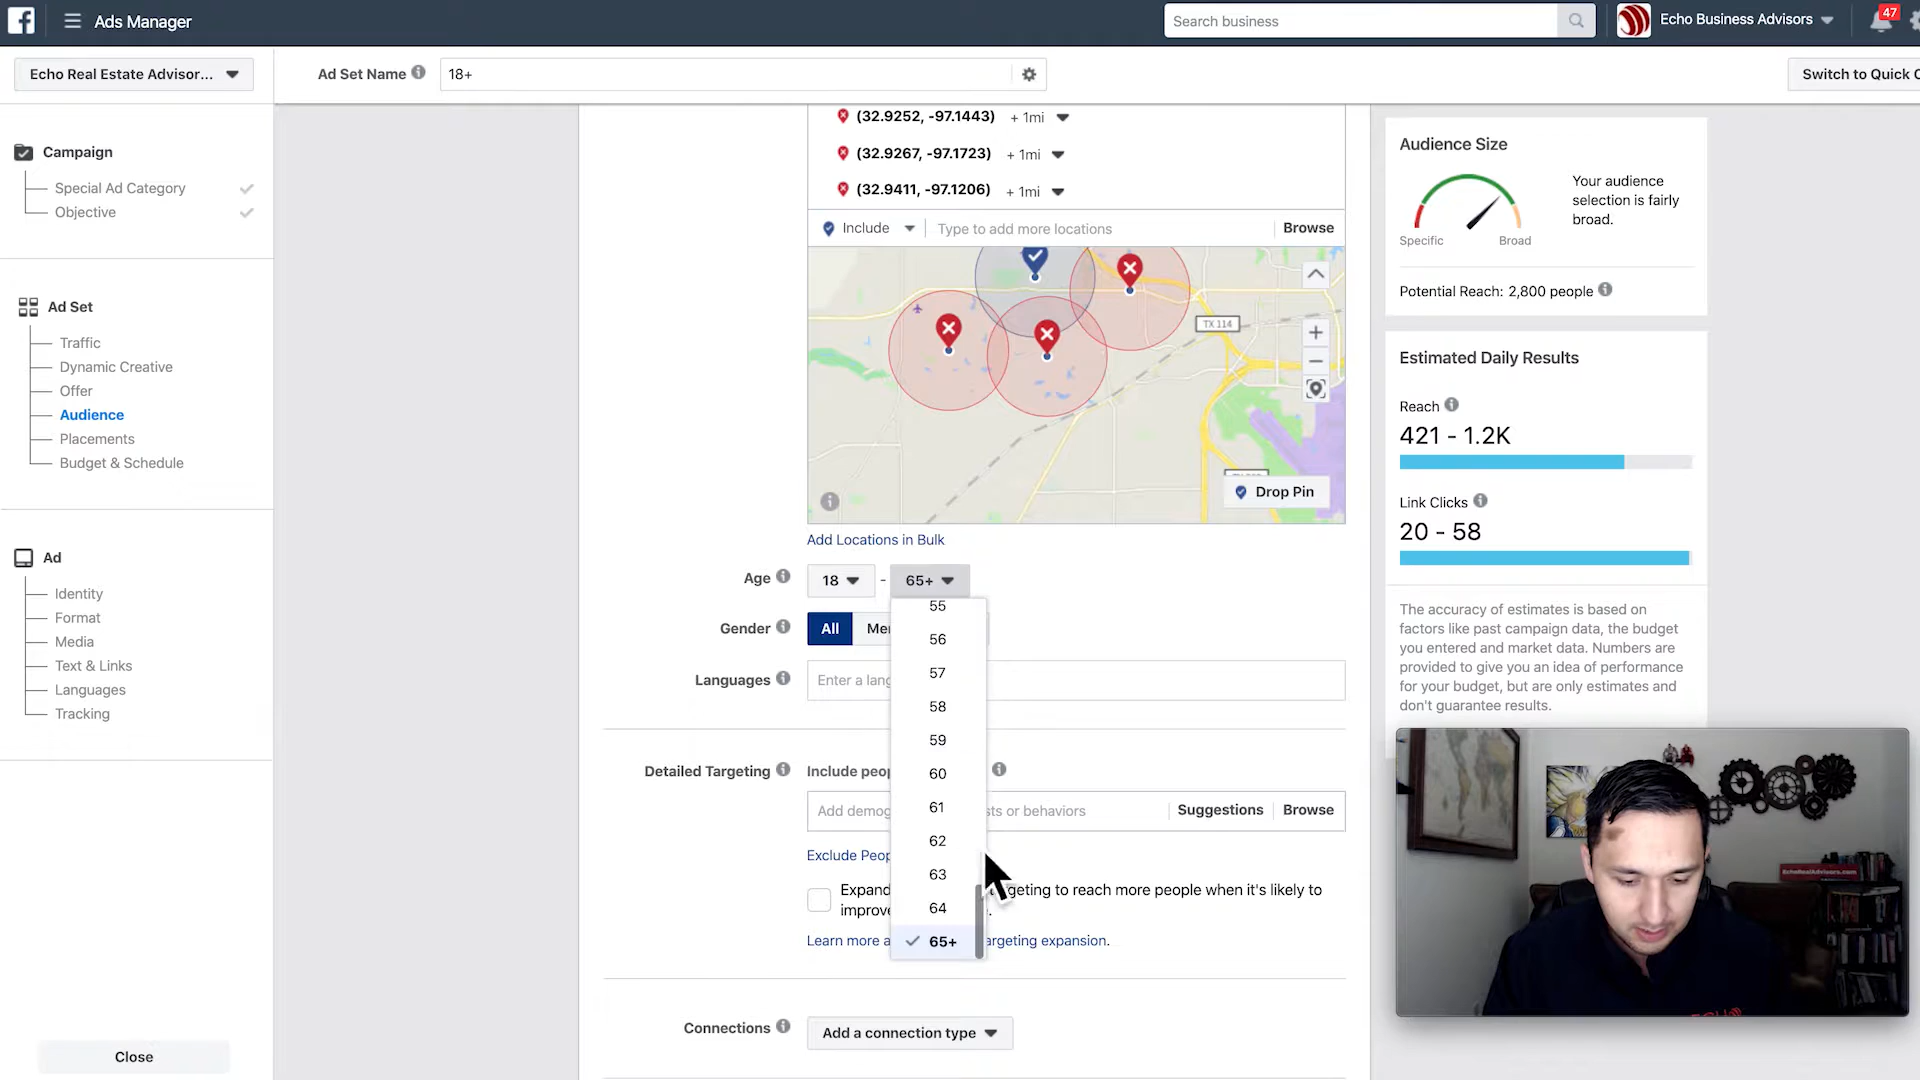 Ads Manager
Search business
Echo Business Advisors
47
Echo Real Estate Advisor...
Ad Set Name
18+
Switch to Quick C
Campaign
Special Ad Category
Objective
Ad Set
Traffic
Dynamic Creative
Offer
Audience
Placements
Budget & Schedule
Ad
Identity
Format
Media
Text & Links
Languages
Tracking
Close
(32.9252, -97.1443) + 1mi
(32.9267, -97.1723) + 1mi
(32.9411, -97.1206) + 1mi
Include
Type to add more locations
Browse
TX 114
Drop Pin
Add Locations in Bulk
Age
18
-
65+
55
56
57
58
59
60
61
62
63
64
65+
Gender
All
Me
Languages
Enter a lang
Detailed Targeting
Include peop
Add demog
sts or behaviors
Suggestions
Browse
Exclude Peop
Expand
geting to reach more people when it's likely to
improve
Learn more a
argeting expansion.
Connections
Add a connection type
Audience Size
Specific
Broad
Your audience
selection is fairly
broad.
Potential Reach: 2,800 people
Estimated Daily Results
Reach
421 - 1.2K
Link Clicks
20 - 58
The accuracy of estimates is based on
factors like past campaign data, the budget
you entered and market data. Numbers are
provided to give you an idea of performance
for your budget, but are only estimates and
don't guarantee results.
EchoRealAdvisors.com